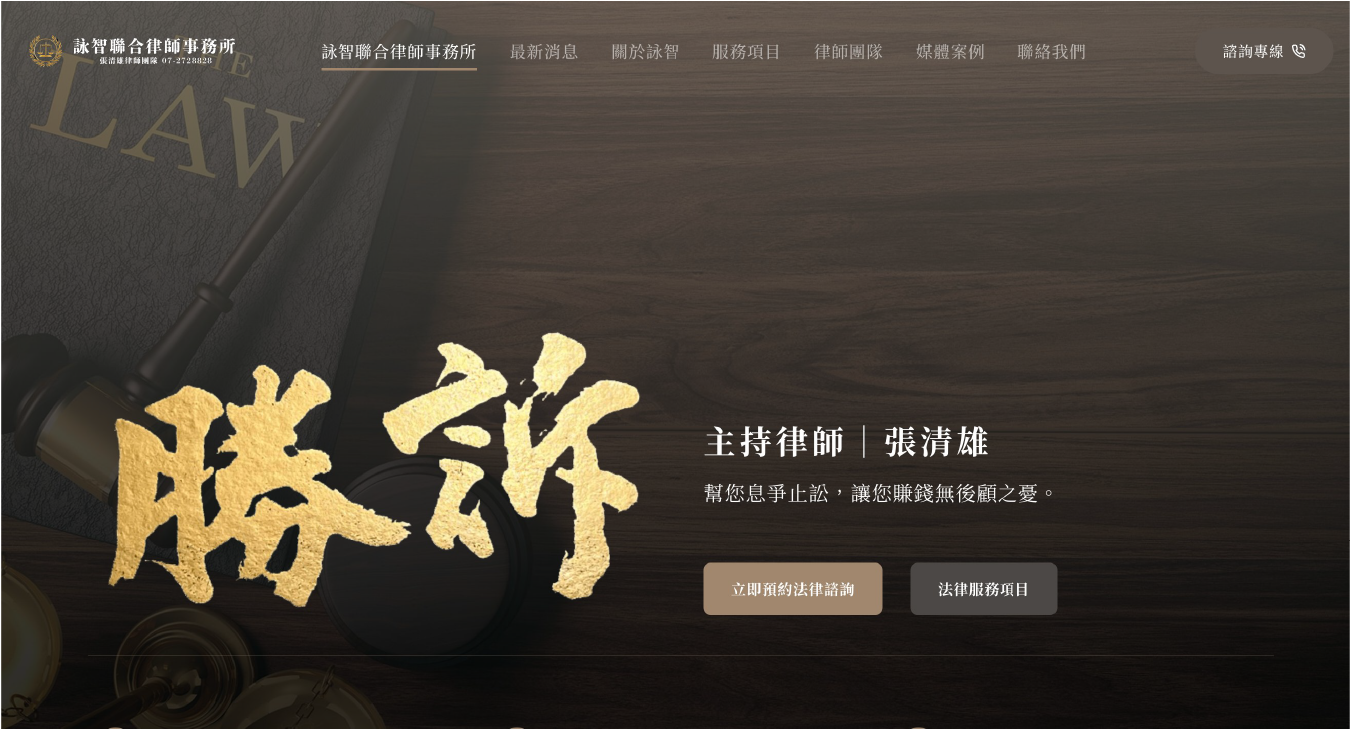 詠智聯合律師事務所
張清雄律師團隊 07-2728828
詠智聯合律師事務所 最新消息 關於詠智 服務項目 律師團隊 媒體案例 聯絡我們
諮詢專線
LAW
勝訴
主持律師｜張清雄
幫您息爭止訟，讓您賺錢無後顧之憂。
立即預約法律諮詢 法律服務項目